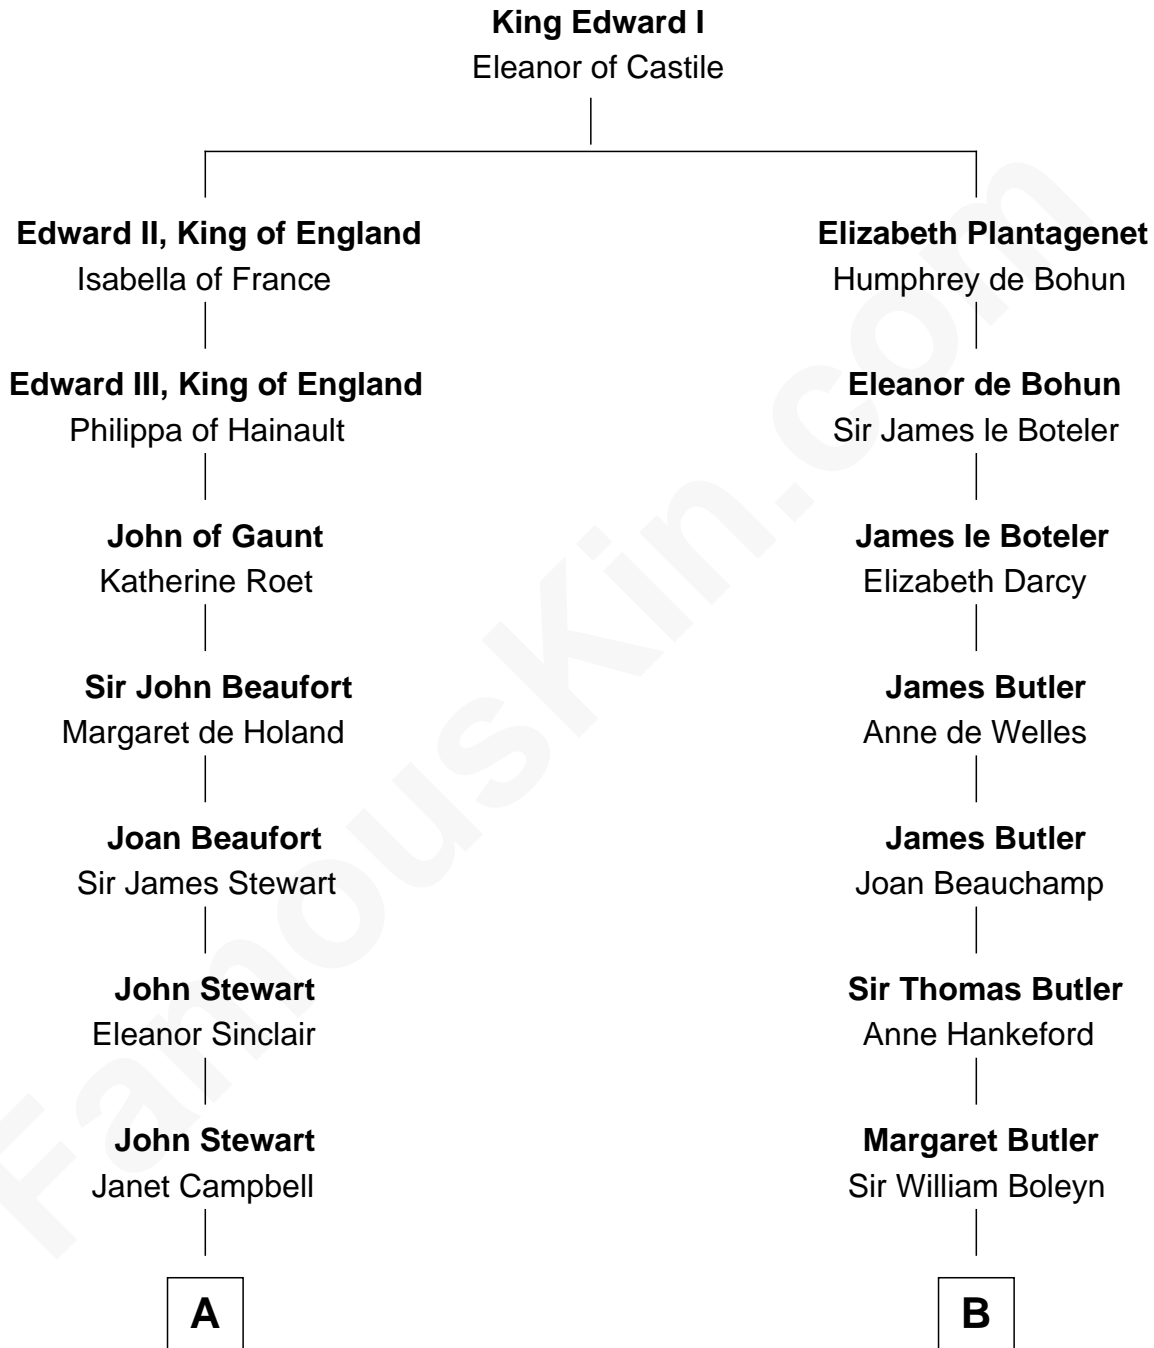 King Edward I
Eleanor of Castile
Edward II, King of England
Isabella of France
Elizabeth Plantagenet
Humphrey de Bohun
Edward III, King of England
Philippa of Hainault
Eleanor de Bohun
Sir James le Boteler
John of Gaunt
Katherine Roet
James le Boteler
Elizabeth Darcy
Sir John Beaufort
Margaret de Holand
James Butler
Anne de Welles
Joan Beaufort
Sir James Stewart
James Butler
Joan Beauchamp
John Stewart
Eleanor Sinclair
Sir Thomas Butler
Anne Hankeford
John Stewart
Janet Campbell
Margaret Butler
Sir William Boleyn
A
B
FamousKin.com